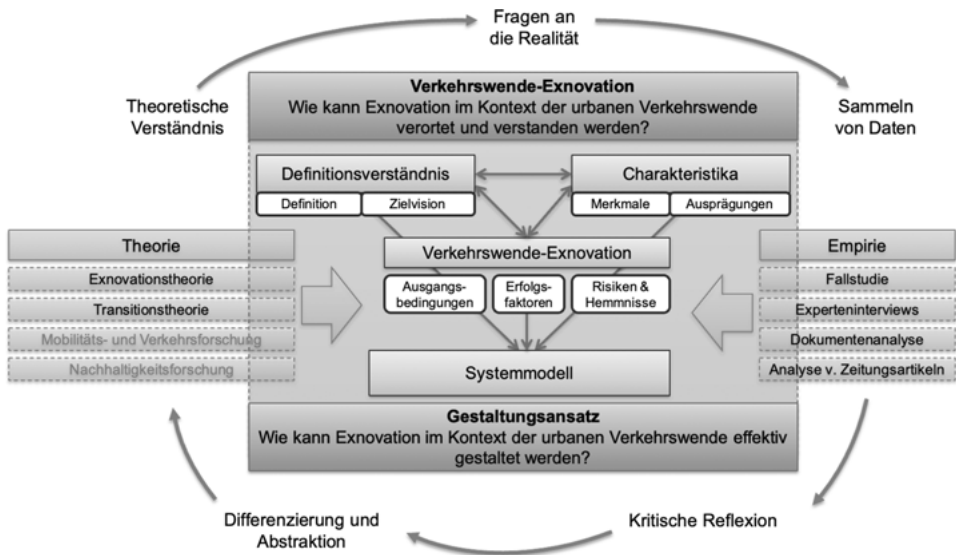 Fragen an
die Realität
Theoretische
Verständnis
Sammeln
von Daten
Verkehrswende-Exnovation
Wie kann Exnovation im Kontext der urbanen Verkehrswende
verortet und verstanden werden?
Definitionsverständnis
Charakteristika
Definition
Zielvision
Merkmale
Ausprägungen
Theorie
Exnovationstheorie
Transitionstheorie
Mobilitäts- und Verkehrsforschung
Nachhaltigkeitsforschung
Verkehrswende-Exnovation
Ausgangs-
bedingungen
Erfolgs-
faktoren
Risiken &
Hemmnisse
Systemmodell
Empirie
Fallstudie
Experteninterviews
Dokumentenanalyse
Analyse v. Zeitungsartikeln
Gestaltungsansatz
Wie kann Exnovation im Kontext der urbanen Verkehrswende effektiv
gestaltet werden?
Differenzierung und
Abstraktion
Kritische Reflexion